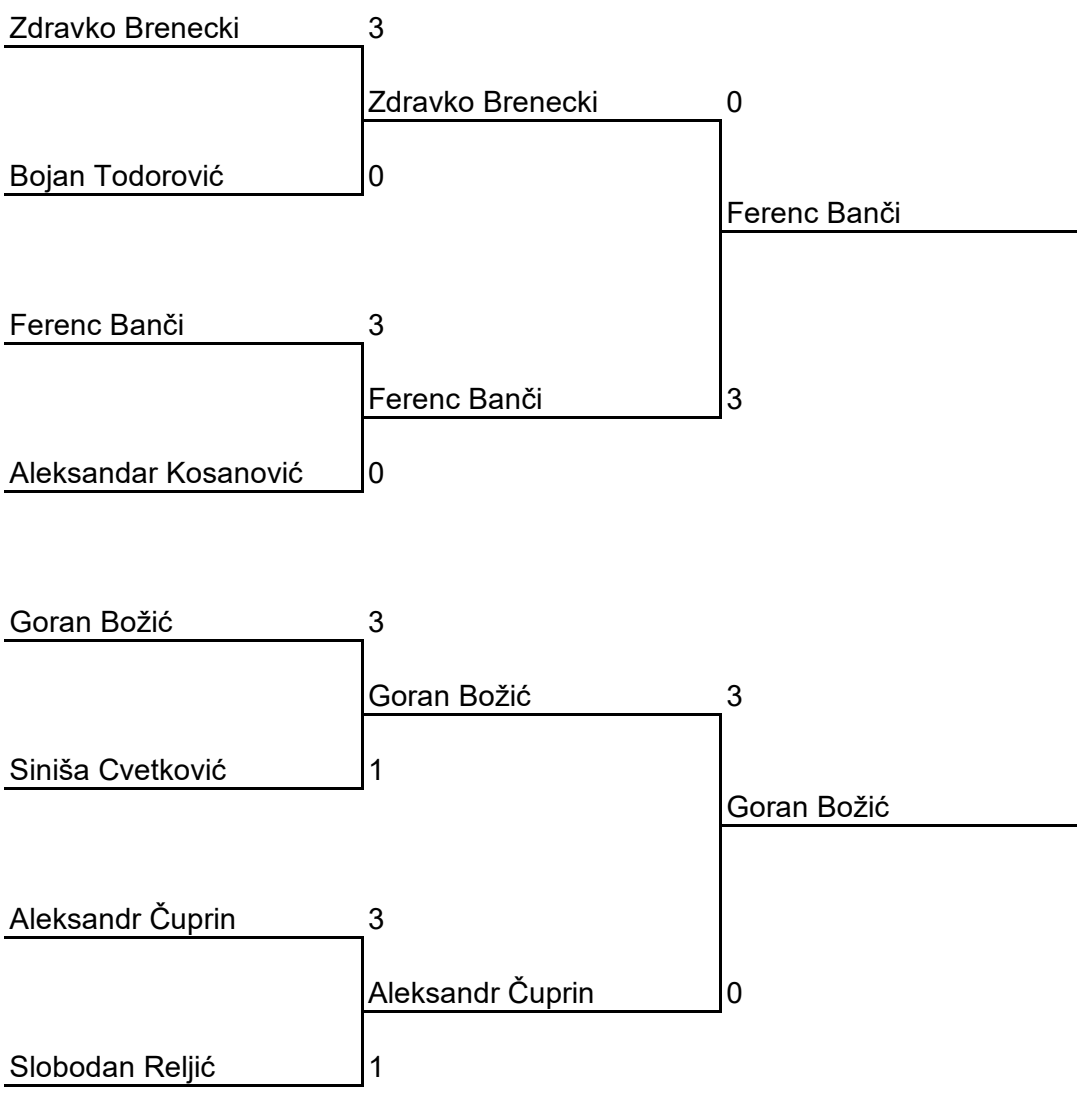 Zdravko Brenecki 3
Zdravko Brenecki 0
Bojan Todorović 0
Ferenc Banči
Ferenc Banči 3
Ferenc Banči 3
Aleksandar Kosanović 0
Goran Božić 3
Goran Božić 3
Siniša Cvetković 1
Goran Božić
Aleksandr Čuprin 3
Aleksandr Čuprin 0
Slobodan Reljić 1